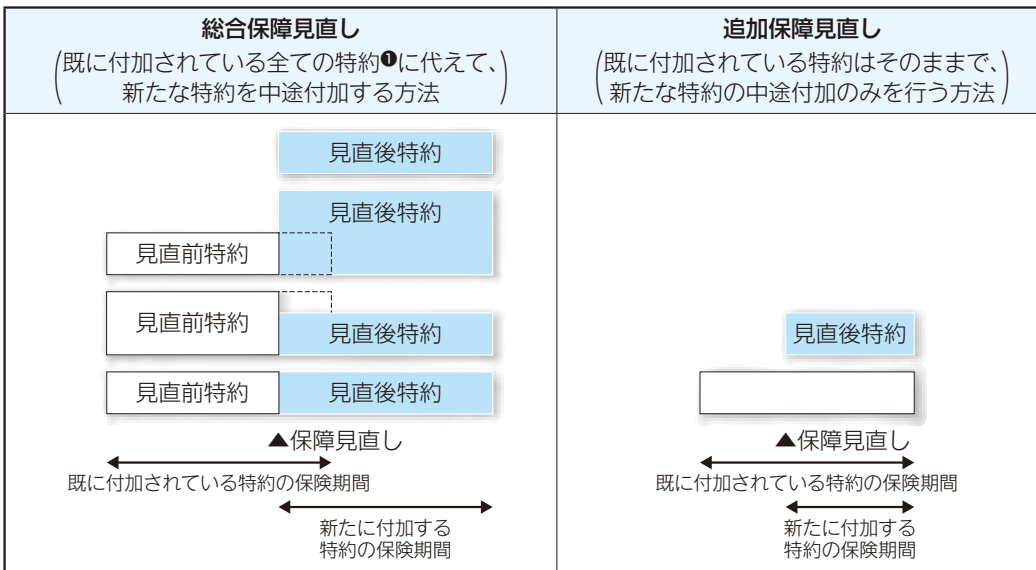 総合保障見直し
(既に付加されている全ての特約❶に代えて、
新たな特約を中途付加する方法)
見直後特約
見直後特約
見直前特約
見直前特約
見直後特約
見直前特約
見直後特約
▲保障見直し
既に付加されている特約の保険期間
新たに付加する
特約の保険期間
追加保障見直し
(既に付加されている特約はそのままで、
新たな特約の中途付加のみを行う方法)
見直後特約
▲保障見直し
既に付加されている特約の保険期間
新たに付加する
特約の保険期間